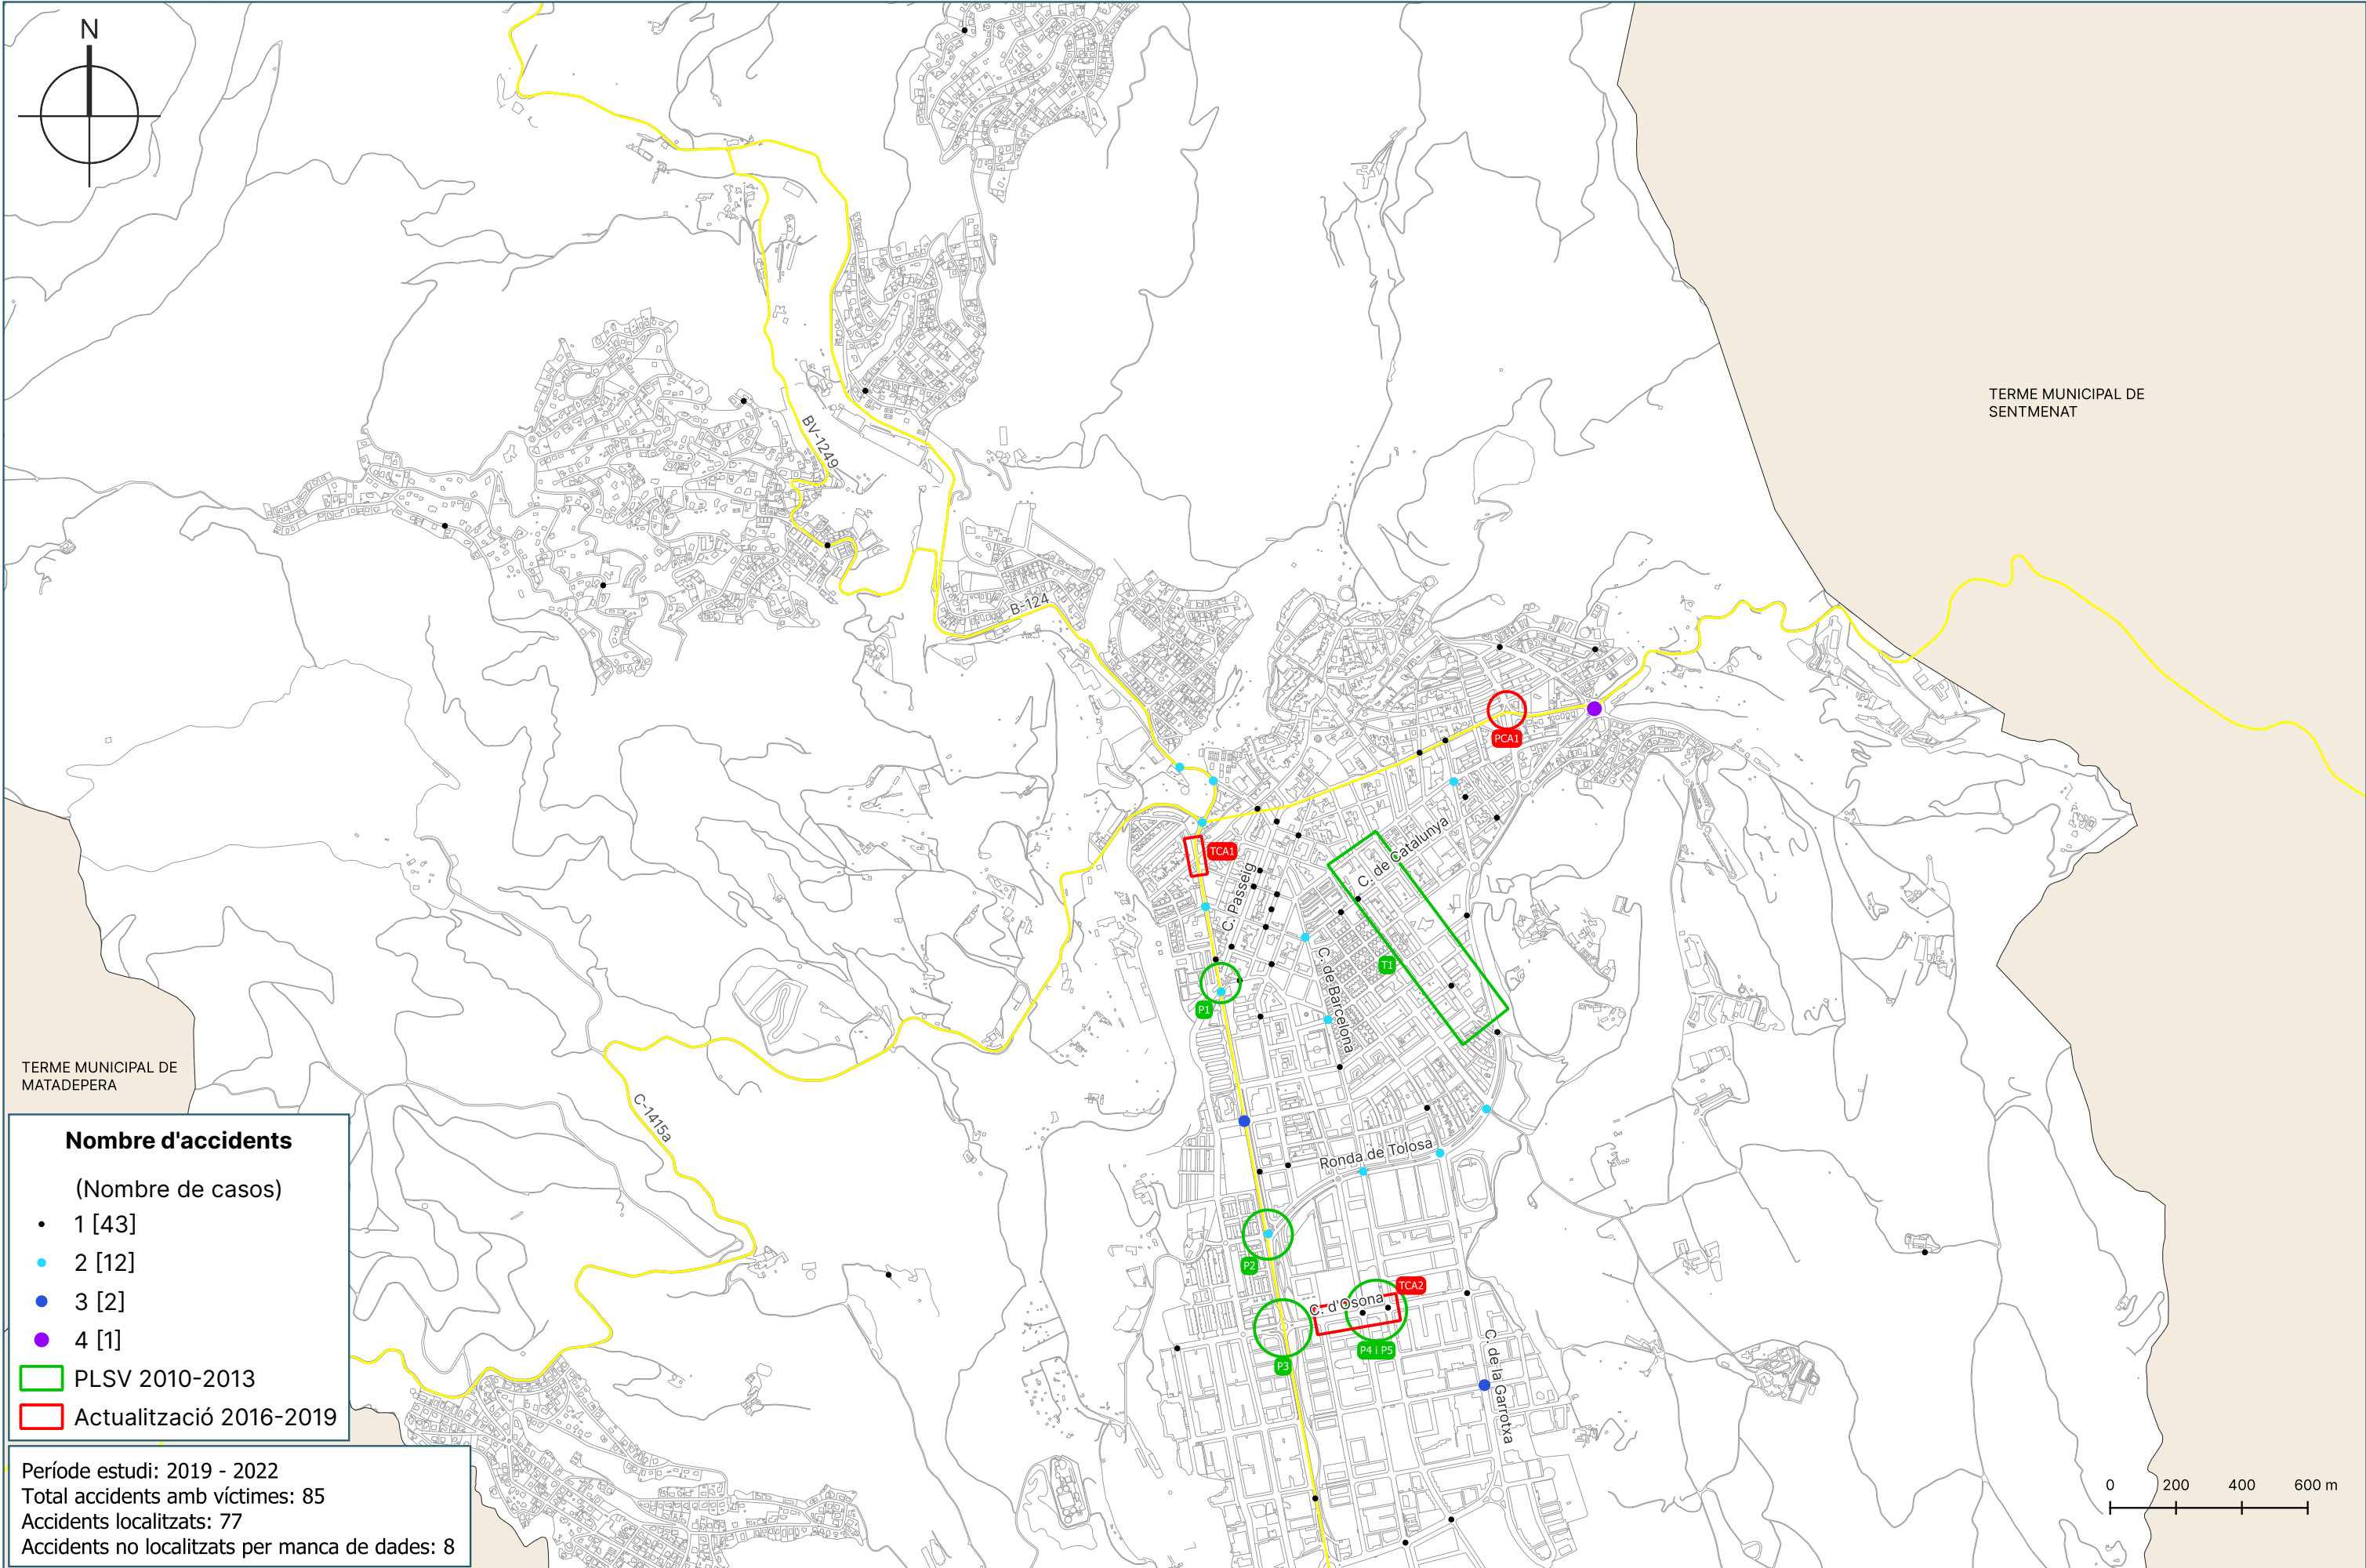 N
TERME MUNICIPAL DE
SENTMENAT
BV-1249
B-124
PCA1
TCA1
C. de Catalunya
C. Passeig
T1
C. de Barcelona
P1
TERME MUNICIPAL DE
MATADEPERA
C-1415a
Ronda de Tolosa
P2
TCA2
C. d'Osona
P4 i P5
P3
C. de la Garrotxa
Nombre d'accidents
(Nombre de casos)
1 [43]
2 [12]
3 [2]
4 [1]
PLSV 2010-2013
Actualització 2016-2019
Període estudi: 2019 - 2022
Total accidents amb víctimes: 85
Accidents localitzats: 77
Accidents no localitzats per manca de dades: 8
0 200 400 600 m